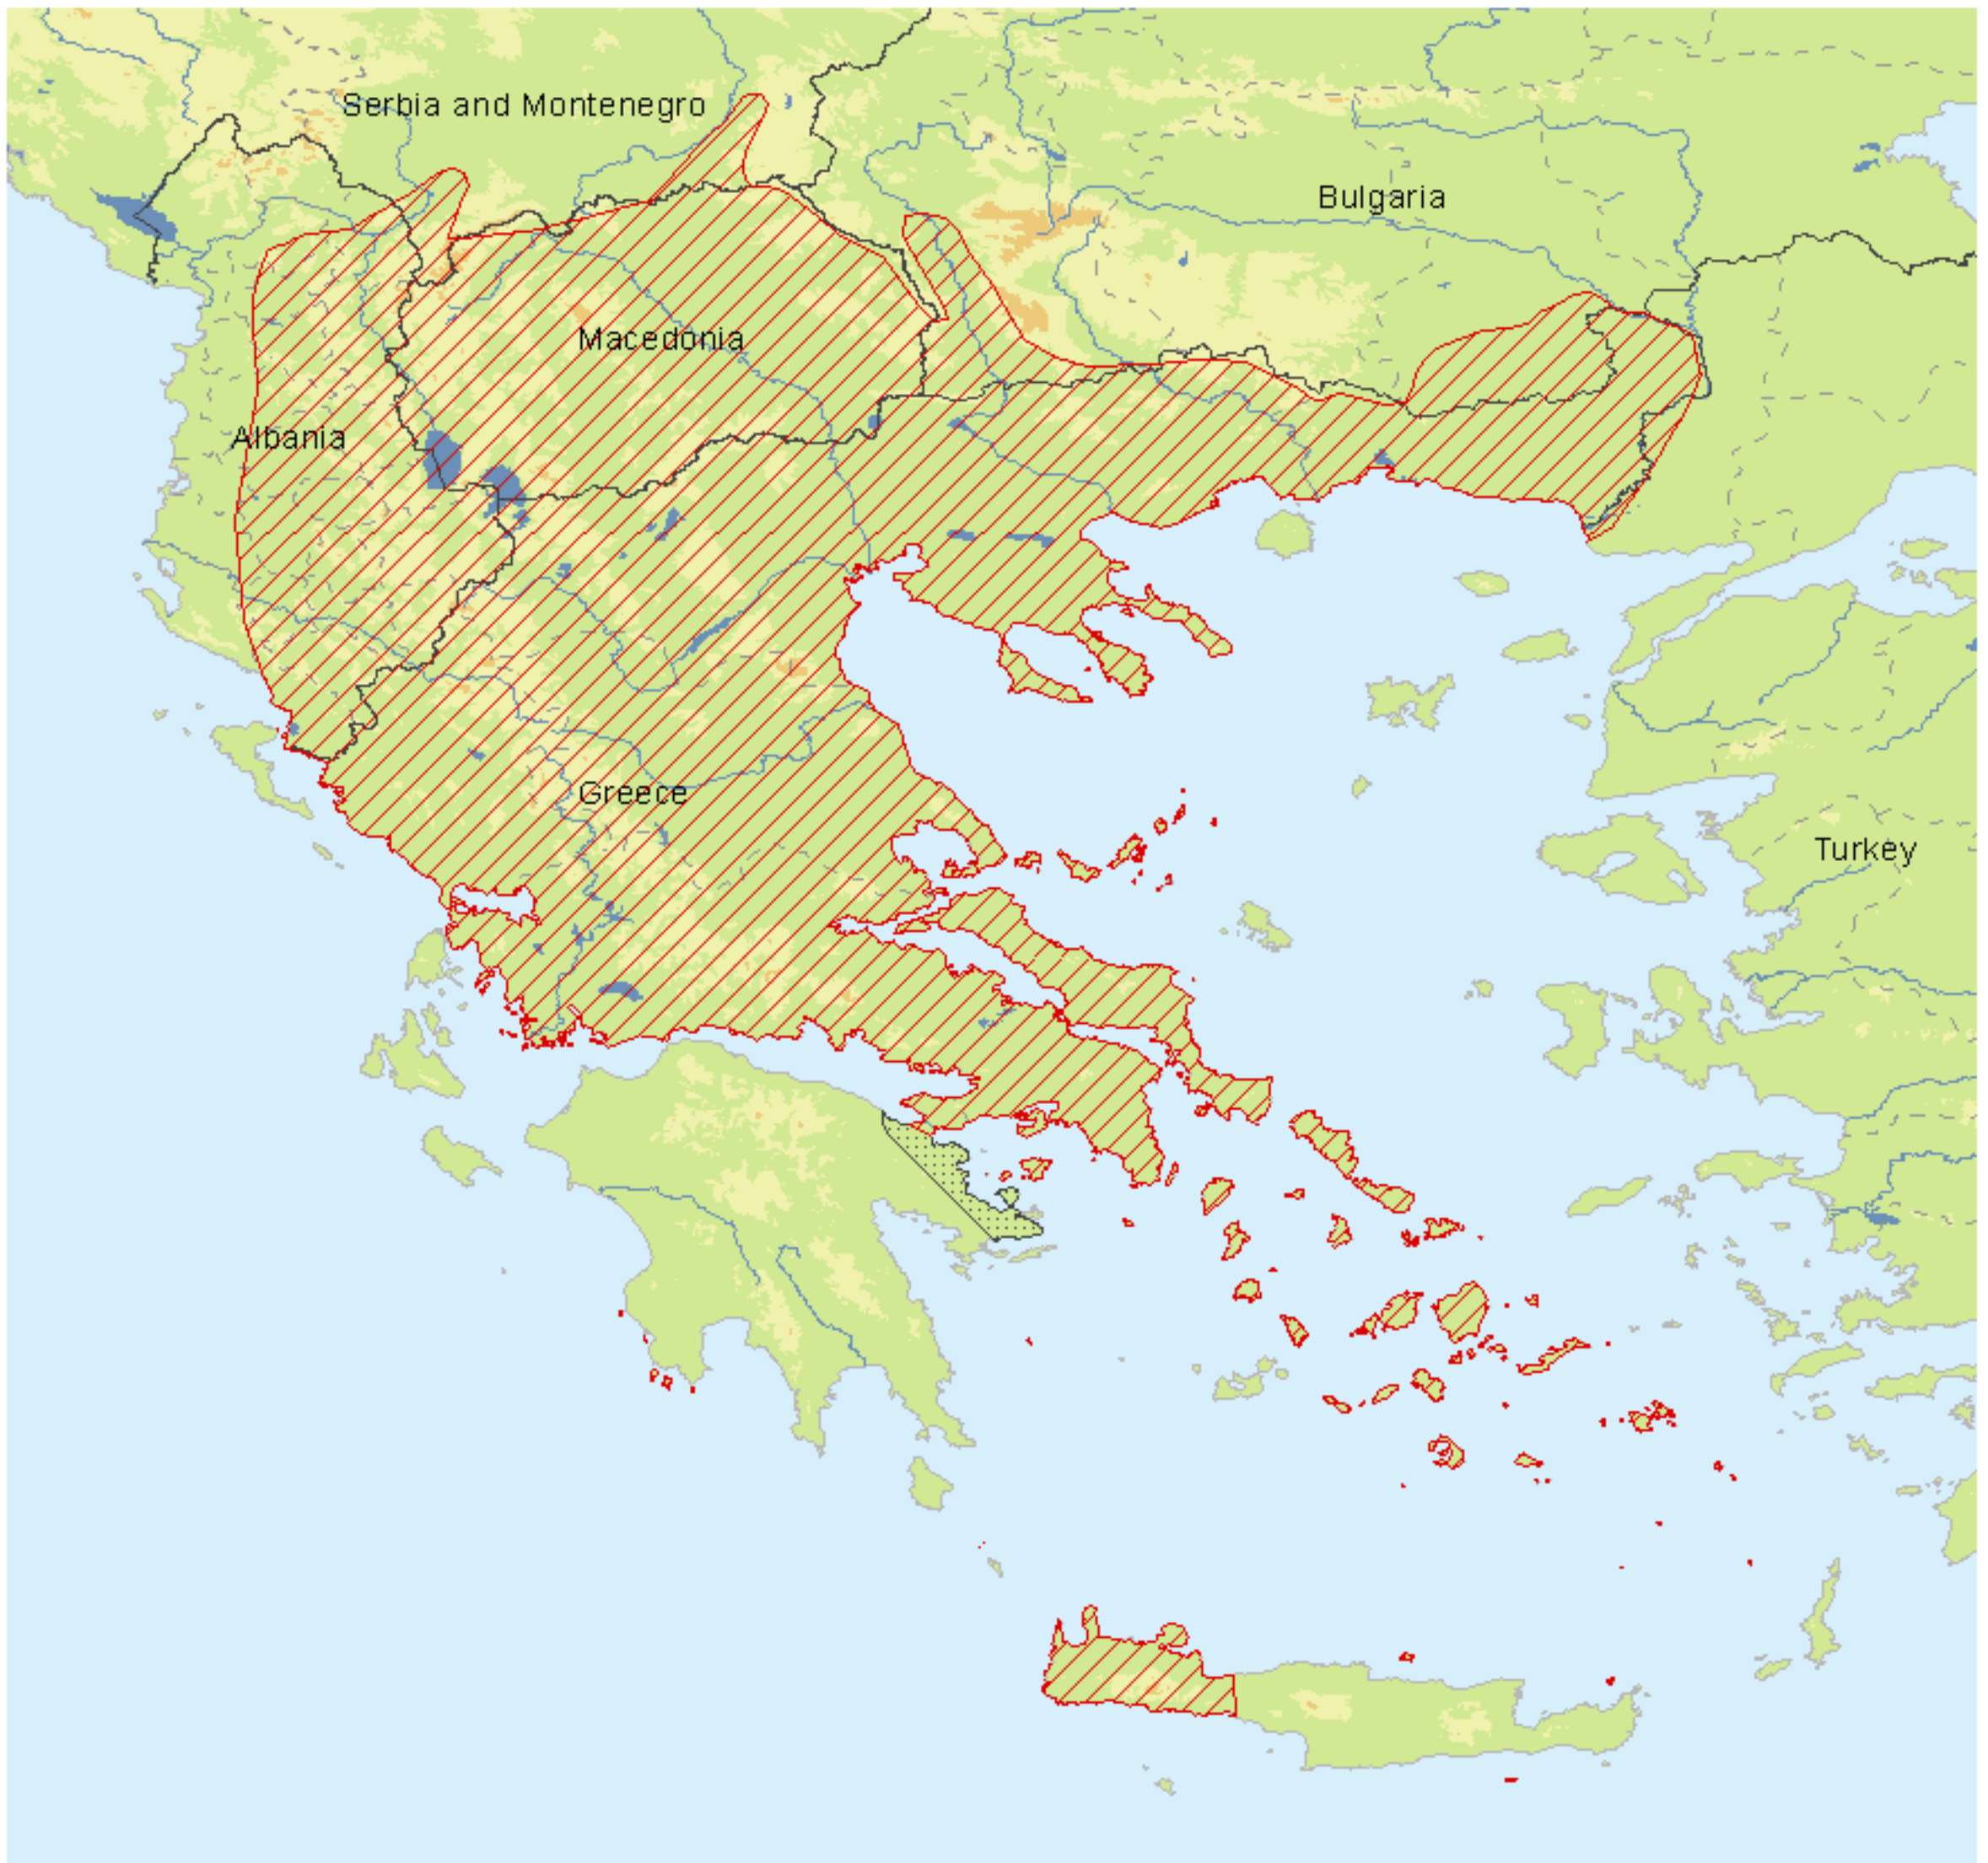 Serbia and Montenegro
Bulgaria
Macedonia
Albania
Greece
Turkey